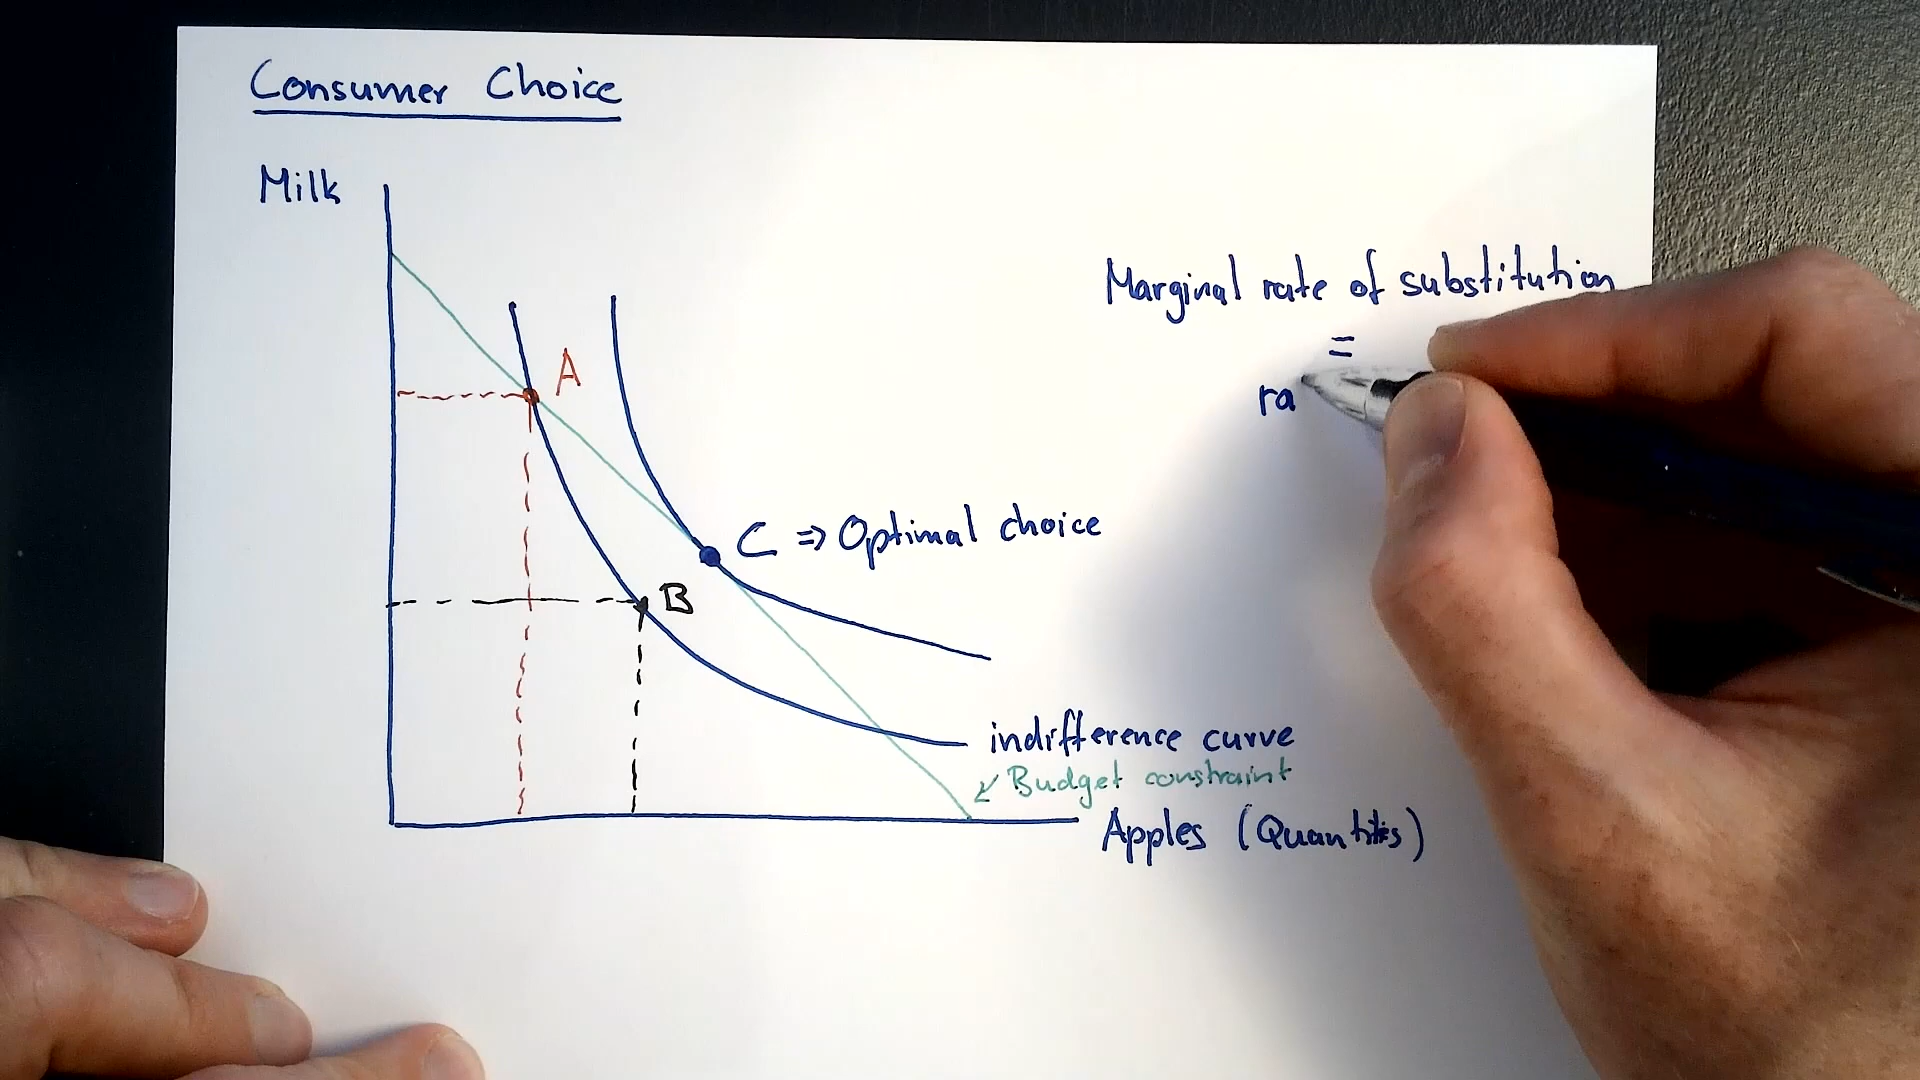 Consumer Choice
Milk
Marginal rate of substitution
=
ra
A
C => Optimal choice
B
indifference curve
↙ Budget constraint
Apples (Quantities)